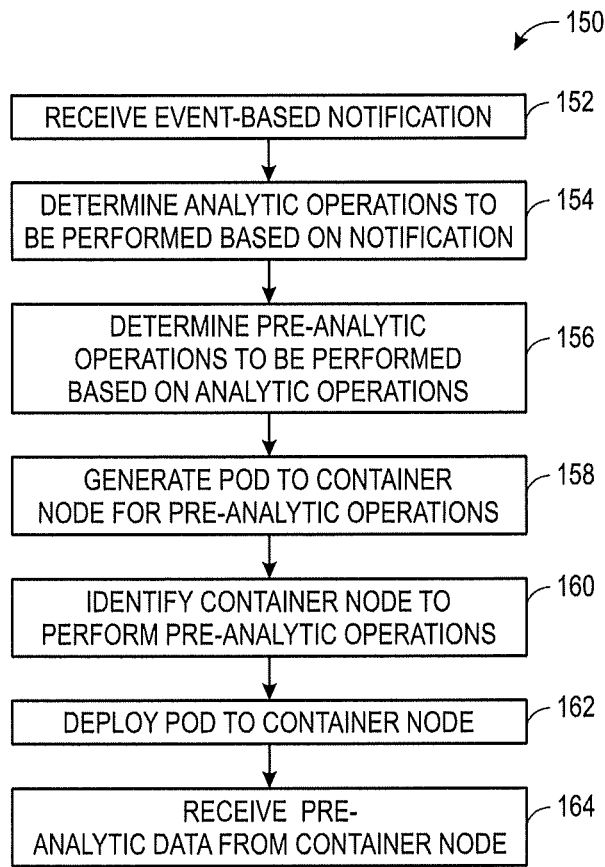 150
RECEIVE EVENT-BASED NOTIFICATION
152
DETERMINE ANALYTIC OPERATIONS TO
BE PERFORMED BASED ON NOTIFICATION
154
DETERMINE PRE-ANALYTIC
OPERATIONS TO BE PERFORMED
BASED ON ANALYTIC OPERATIONS
156
GENERATE POD TO CONTAINER
NODE FOR PRE-ANALYTIC OPERATIONS
158
IDENTIFY CONTAINER NODE TO
PERFORM PRE-ANALYTIC OPERATIONS
160
DEPLOY POD TO CONTAINER NODE
162
RECEIVE PRE-
ANALYTIC DATA FROM CONTAINER NODE
164